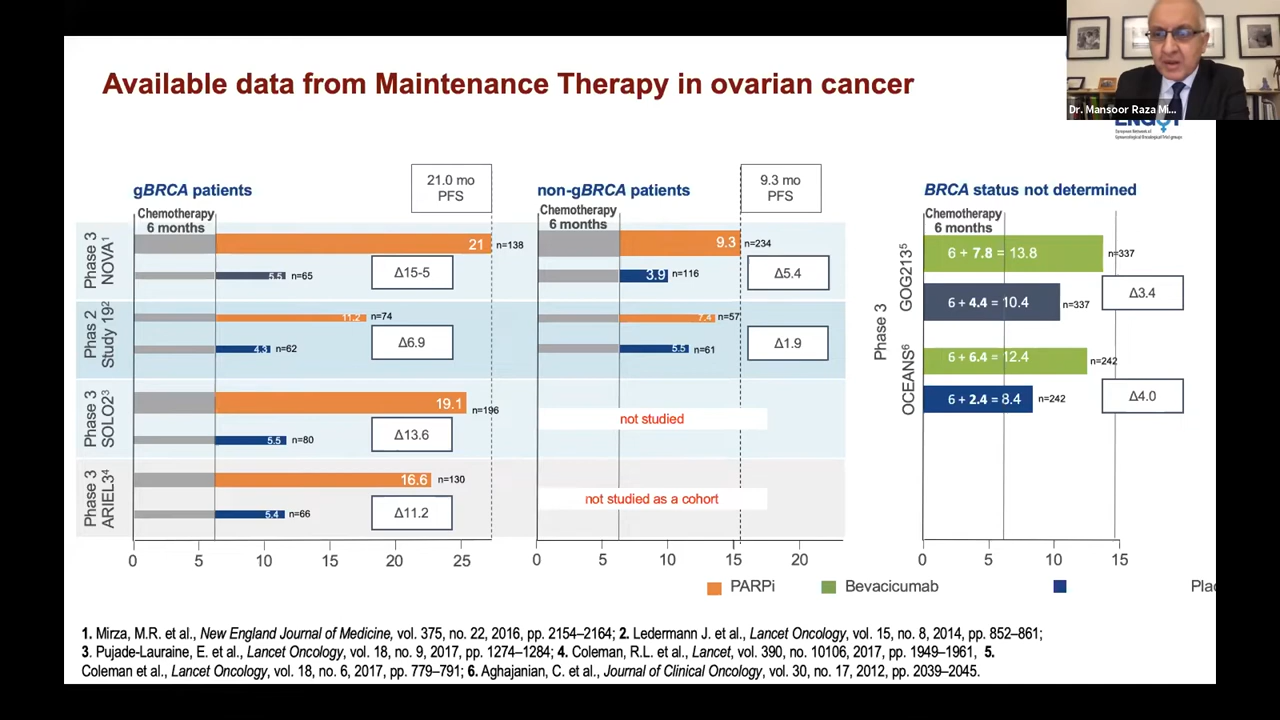 Dr. Mansoor Raza Mi...
European Network of
Gynaecological Oncological Trial groups
Available data from Maintenance Therapy in ovarian cancer
gBRCA patients
21.0 mo
PFS
Chemotherapy
6 months
Phase 3
NOVA1
21
n=138
5.5
n=65
Δ15-5
Phas 2
Study 192
11.2
n=74
4.3
n=62
Δ6.9
Phase 3
SOLO23
19.1
n=196
5.5
n=80
Δ13.6
Phase 3
ARIEL34
16.6
n=130
5.4
n=66
Δ11.2
0 5 10 15 20 25
non-gBRCA patients
9.3 mo
PFS
Chemotherapy
6 months
9.3
n=234
3.9
n=116
Δ5.4
7.4
n=57
5.5
n=61
Δ1.9
not studied
not studied as a cohort
0 5 10 15 20
BRCA status not determined
Chemotherapy
6 months
Phase 3
GOG2135
6 + 7.8 = 13.8
n=337
6 + 4.4 = 10.4
n=337
Δ3.4
OCEANS6
6 + 6.4 = 12.4
n=242
6 + 2.4 = 8.4
n=242
Δ4.0
0 5 10 15
PARPi
Bevacicumab
1. Mirza, M.R. et al., New England Journal of Medicine, vol. 375, no. 22, 2016, pp. 2154–2164; 2. Ledermann J. et al., Lancet Oncology, vol. 15, no. 8, 2014, pp. 852–861;
3. Pujade-Lauraine, E. et al., Lancet Oncology, vol. 18, no. 9, 2017, pp. 1274–1284; 4. Coleman, R.L. et al., Lancet, vol. 390, no. 10106, 2017, pp. 1949–1961, 5.
Coleman et al., Lancet Oncology, vol. 18, no. 6, 2017, pp. 779–791; 6. Aghajanian, C. et al., Journal of Clinical Oncology, vol. 30, no. 17, 2012, pp. 2039–2045.